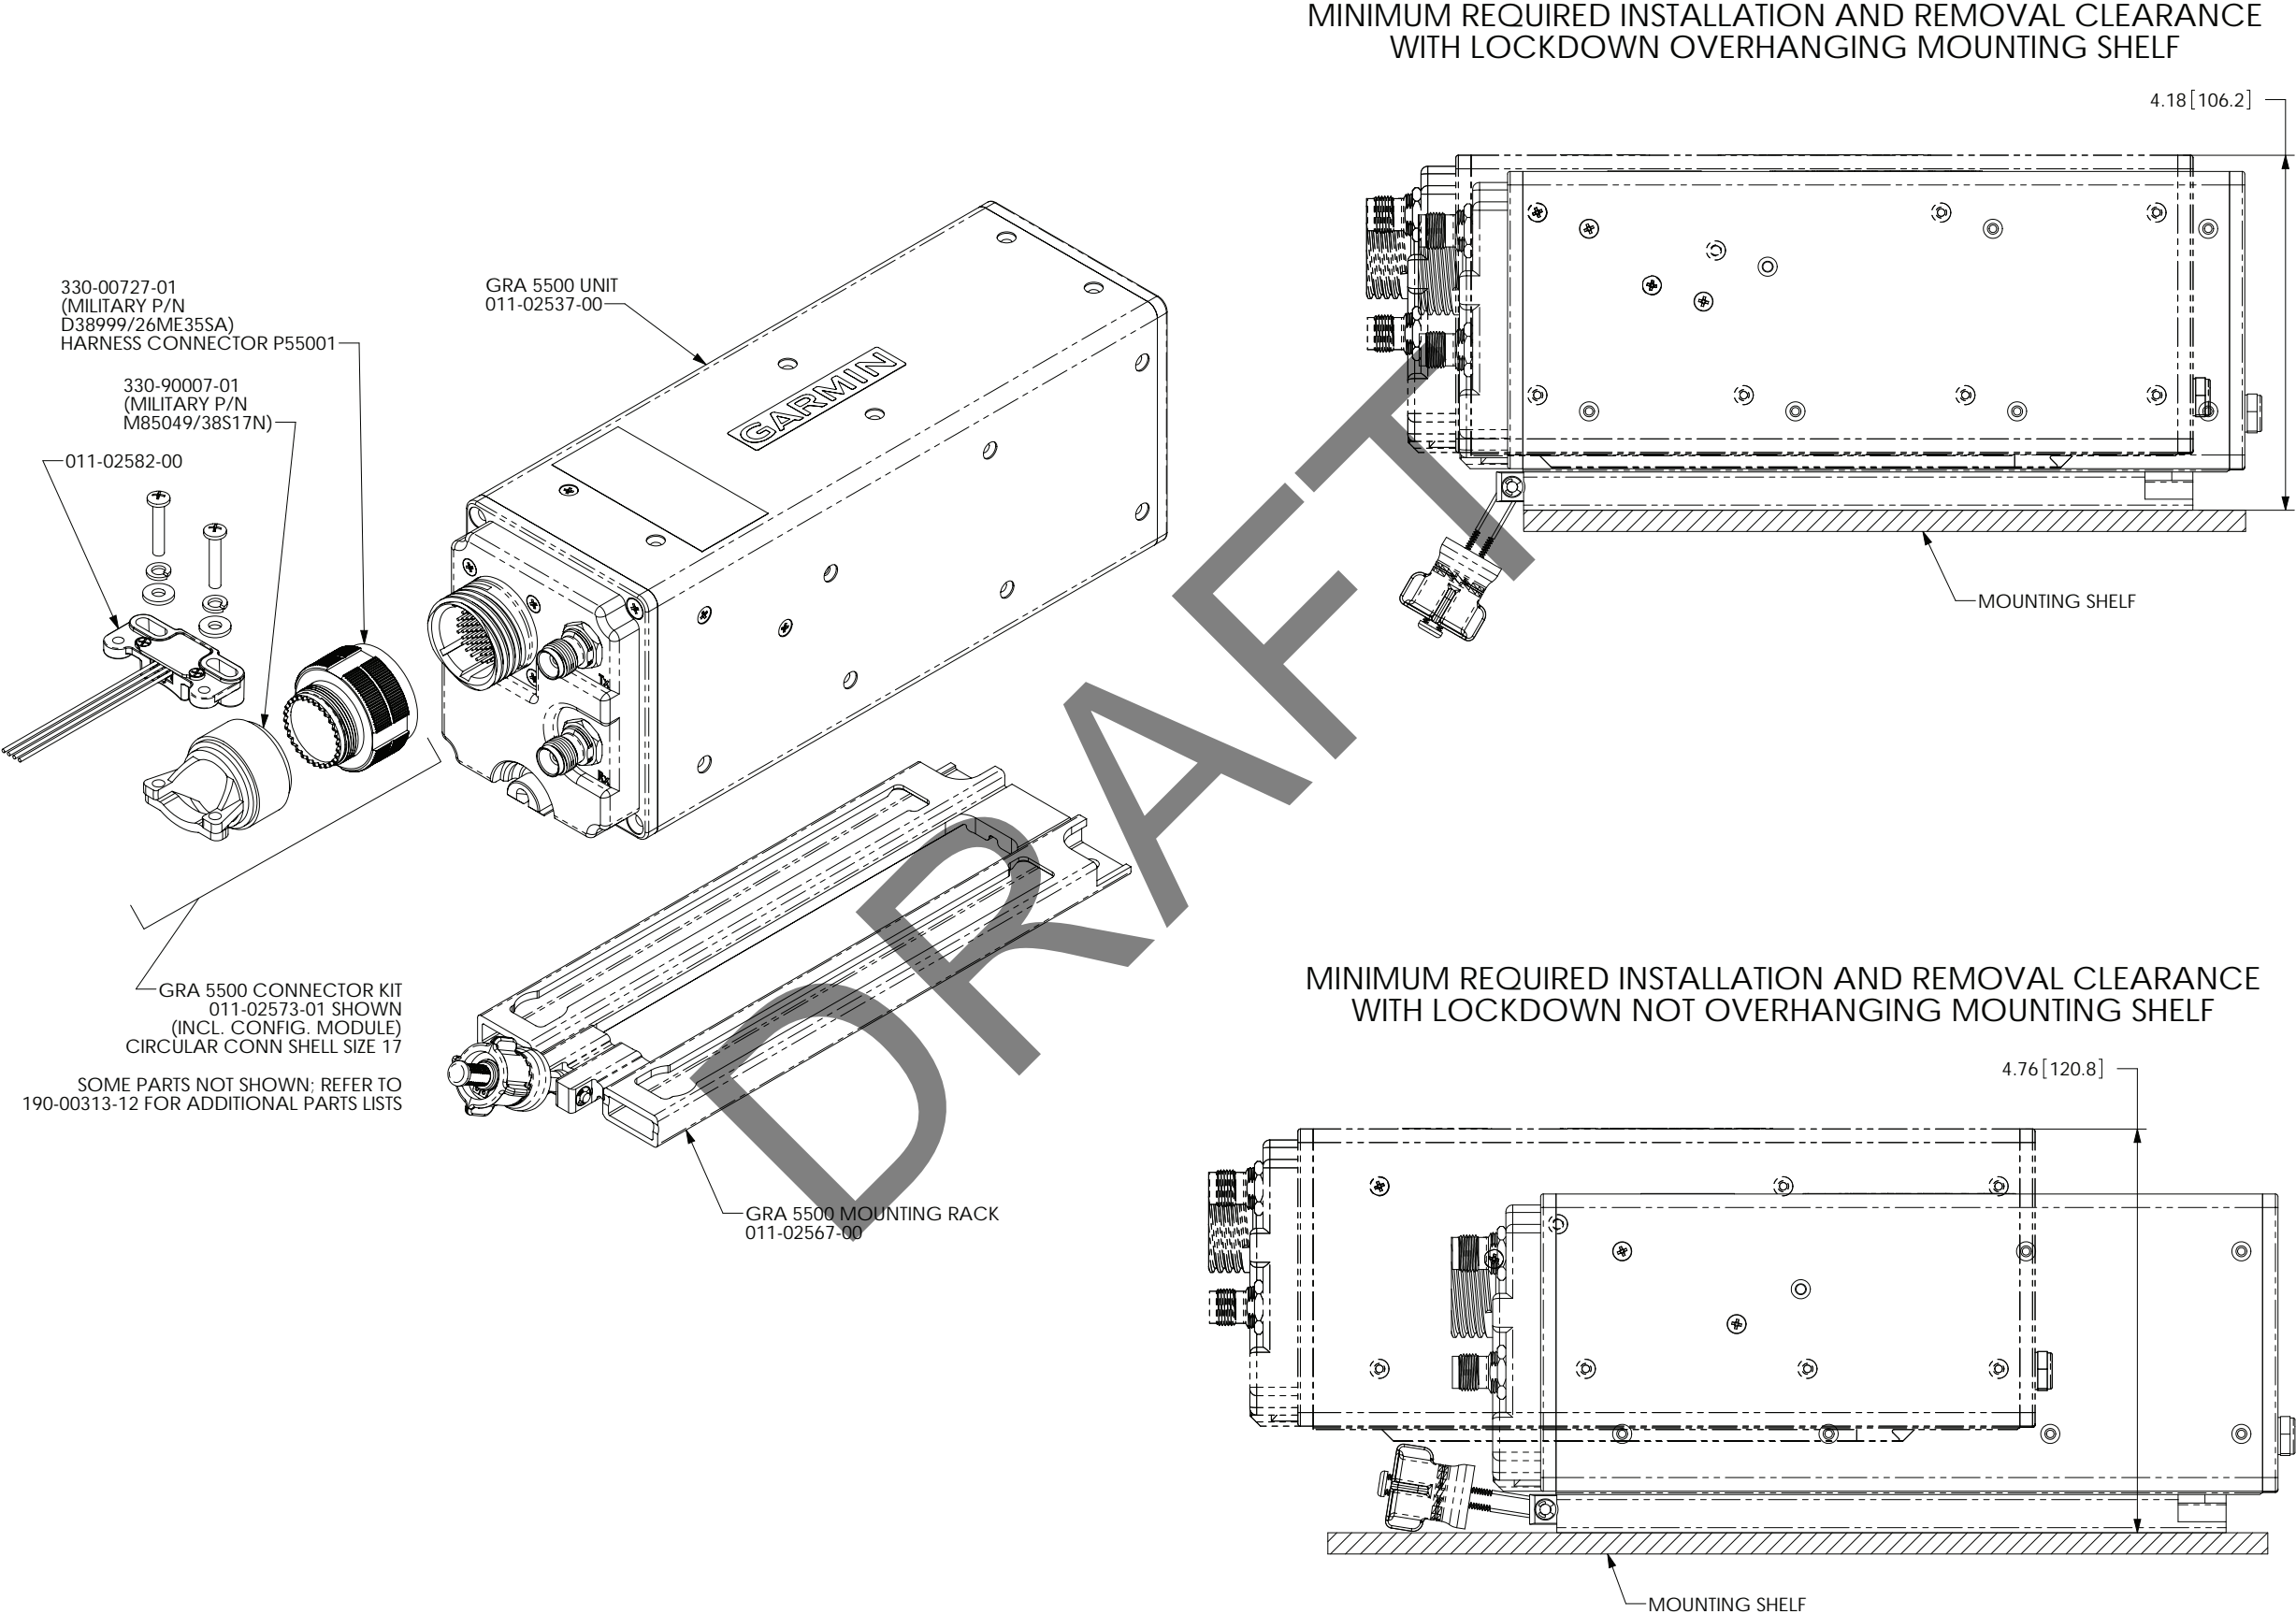 MINIMUM REQUIRED INSTALLATION AND REMOVAL CLEARANCE
WITH LOCKDOWN OVERHANGING MOUNTING SHELF
4.18[106.2]
MOUNTING SHELF
330-00727-01
(MILITARY P/N
D38999/26ME35SA)
HARNESS CONNECTOR P55001
330-90007-01
(MILITARY P/N
M85049/38S17N)
011-02582-00
GRA 5500 UNIT
011-02537-00
GARMIN
TX
RX
GRA 5500 CONNECTOR KIT
011-02573-01 SHOWN
(INCL. CONFIG. MODULE)
CIRCULAR CONN SHELL SIZE 17
SOME PARTS NOT SHOWN; REFER TO
190-00313-12 FOR ADDITIONAL PARTS LISTS
GRA 5500 MOUNTING RACK
011-02567-00
DRAFT
MINIMUM REQUIRED INSTALLATION AND REMOVAL CLEARANCE
WITH LOCKDOWN NOT OVERHANGING MOUNTING SHELF
4.76[120.8]
MOUNTING SHELF